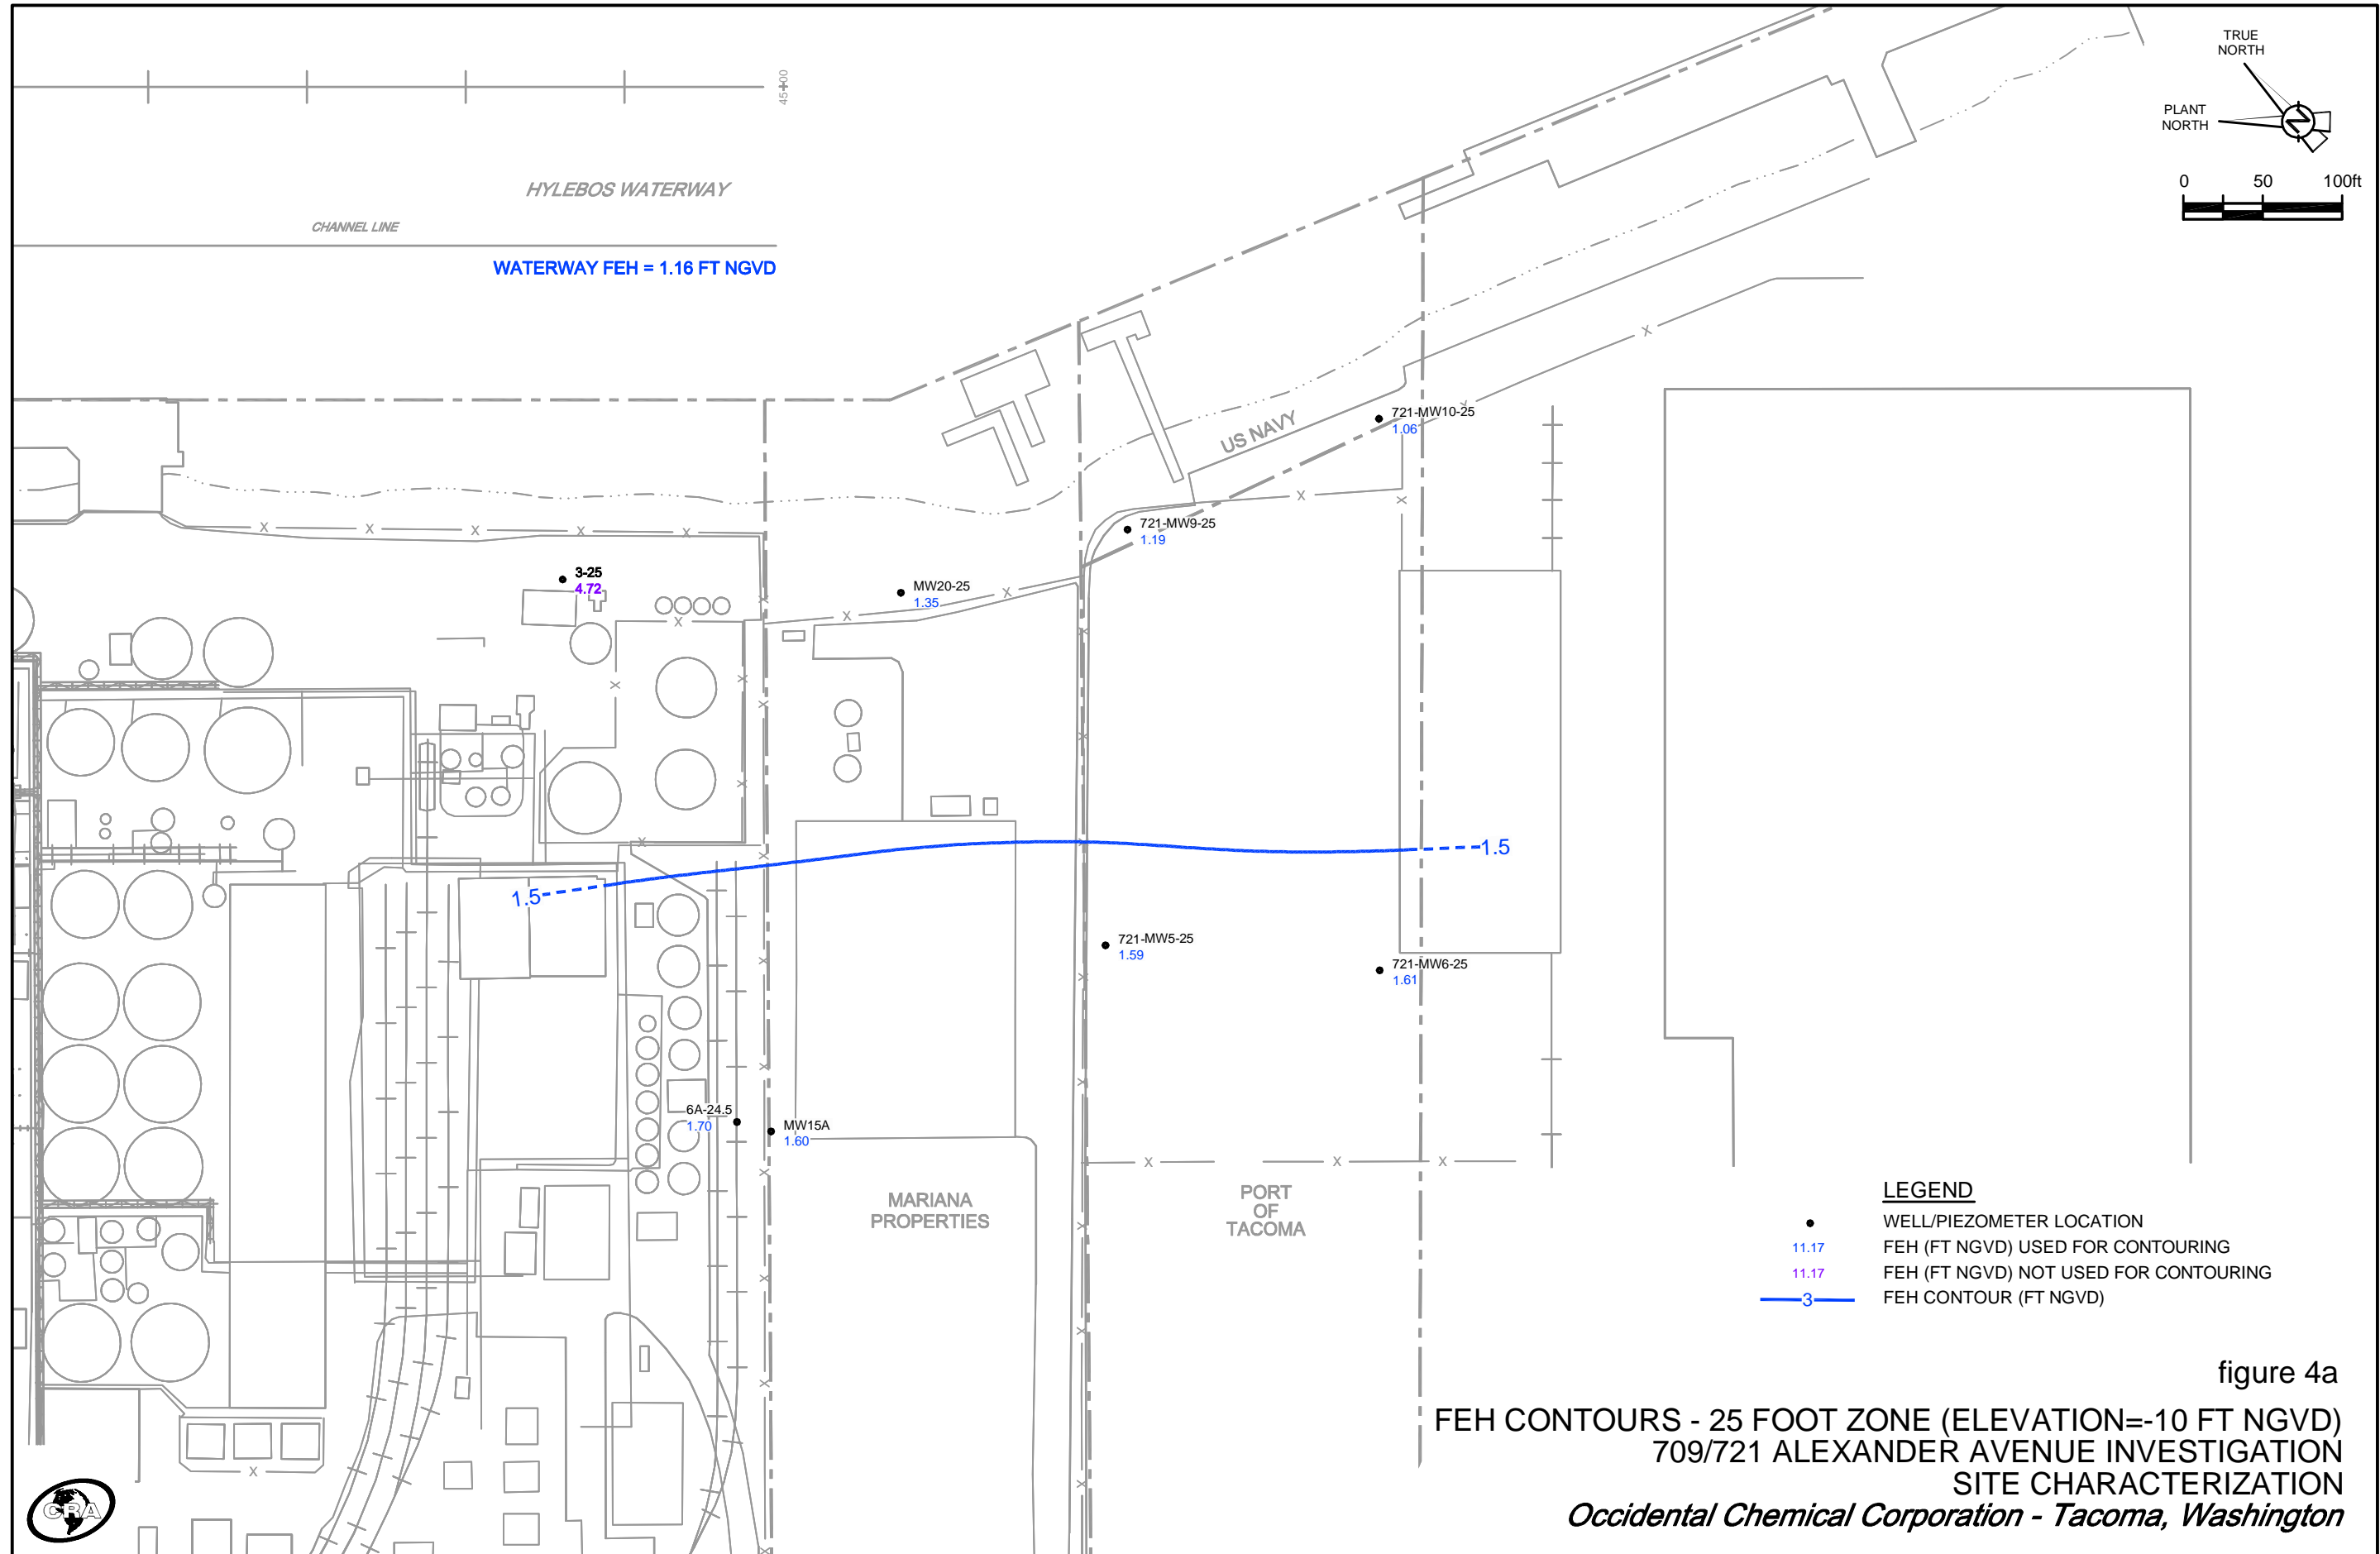 TRUE
NORTH
PLANT
NORTH
0 50 100ft
45+00
HYLEBOS WATERWAY
CHANNEL LINE
WATERWAY FEH = 1.16 FT NGVD
US NAVY
721-MW10-25
1.06
721-MW9-25
1.19
3-25
4.72
MW20-25
1.35
1.5
1.5
721-MW5-25
1.59
721-MW6-25
1.61
6A-24.5
1.70
MW15A
1.60
MARIANA
PROPERTIES
PORT
OF
TACOMA
LEGEND
WELL/PIEZOMETER LOCATION
11.17 FEH (FT NGVD) USED FOR CONTOURING
11.17 FEH (FT NGVD) NOT USED FOR CONTOURING
3 FEH CONTOUR (FT NGVD)
figure 4a
FEH CONTOURS - 25 FOOT ZONE (ELEVATION=-10 FT NGVD)
709/721 ALEXANDER AVENUE INVESTIGATION
SITE CHARACTERIZATION
Occidental Chemical Corporation - Tacoma, Washington
CRA